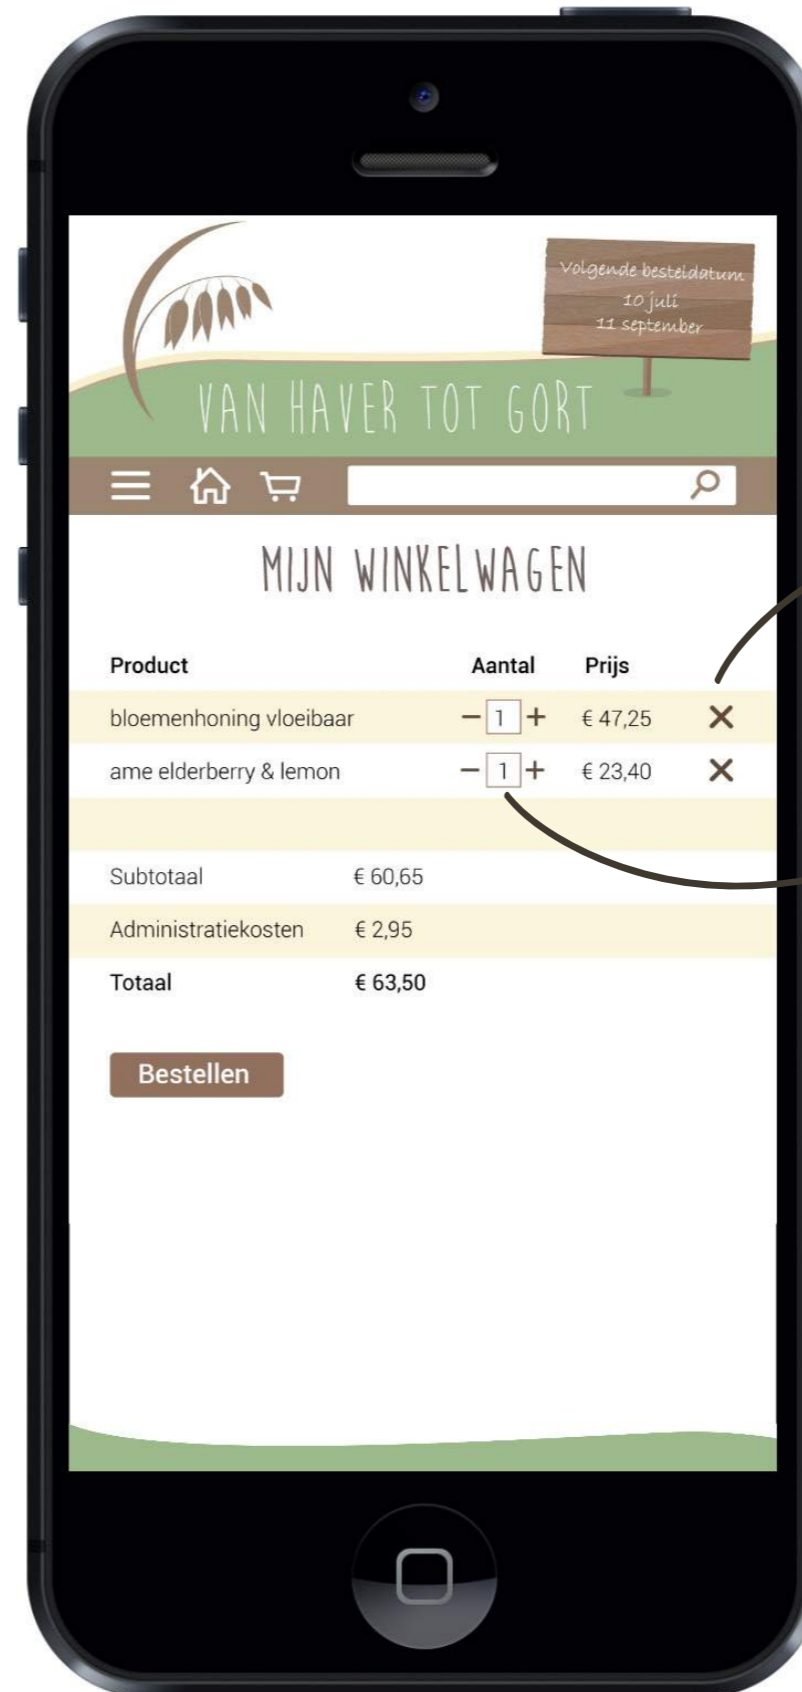 Volgende besteldatum
10 juli
11 september
VAN HAVER TOT GORT
MIJN WINKELWAGEN
Product Aantal Prijs
bloemenhoning vloeibaar − 1 + € 47,25 ×
ame elderberry & lemon − 1 + € 23,40 ×
Subtotaal € 60,65
Administratiekosten € 2,95
Totaal € 63,50
Bestellen